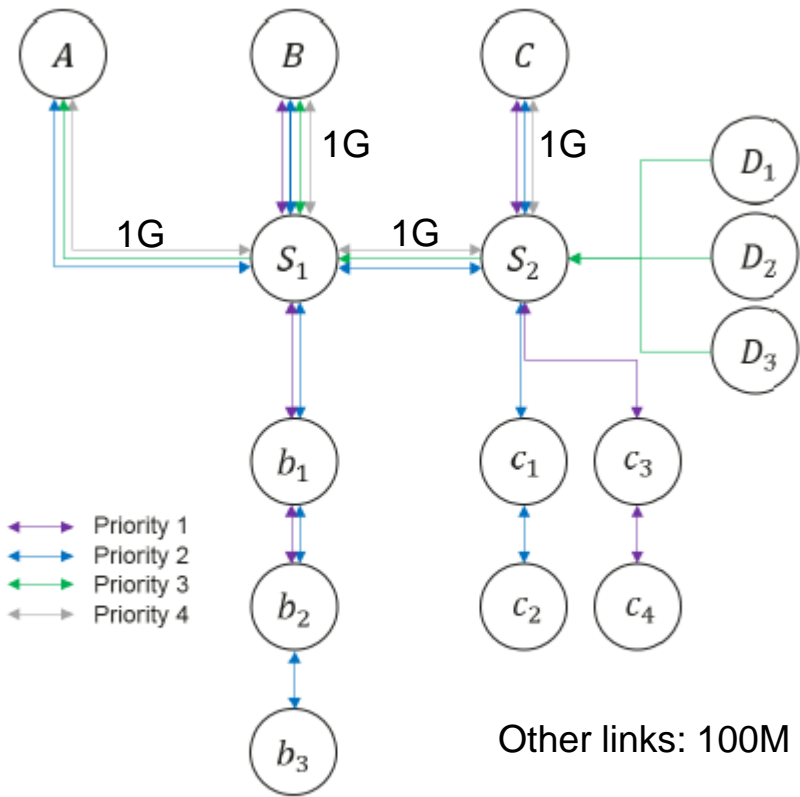 A
B
C
1G
1G
D₁
1G
1G
S₁
S₂
D₂
D₃
b₁
c₁
c₃
Priority 1
Priority 2
Priority 3
Priority 4
b₂
c₂
c₄
b₃
Other links: 100M